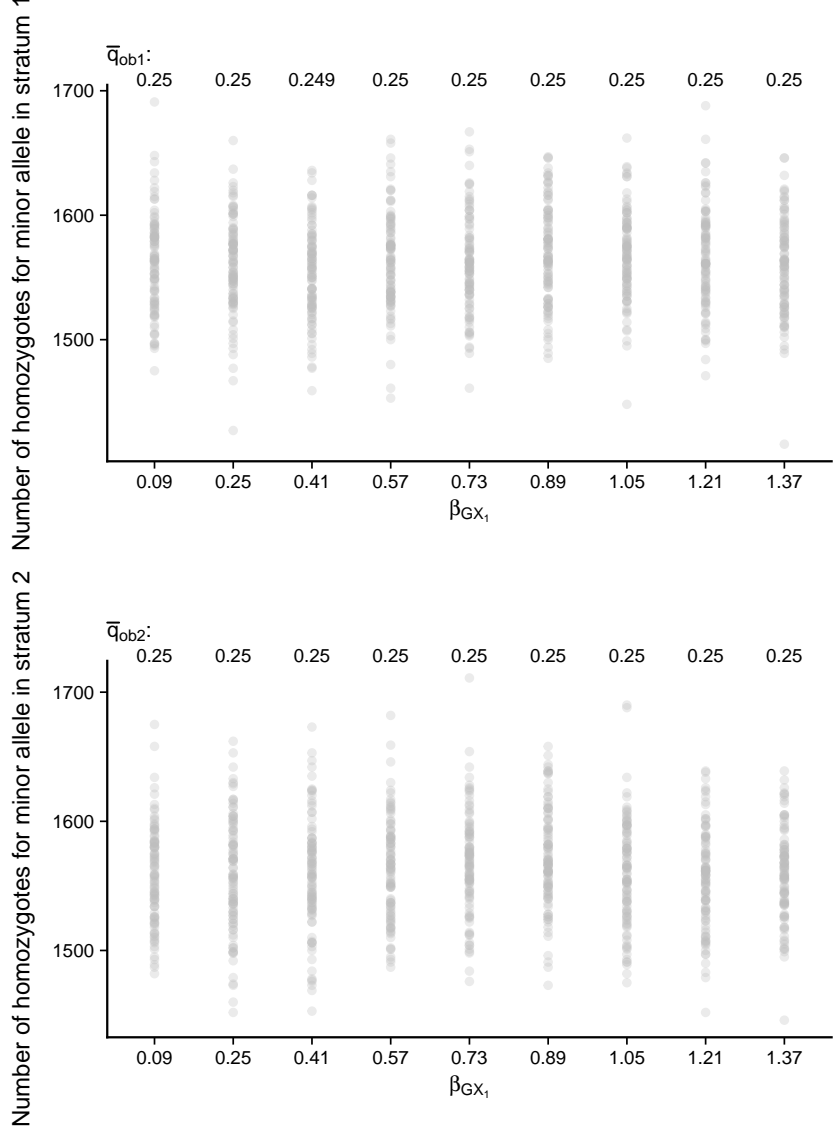 Number of homozygotes for minor allele in stratum 1
q̅ob1:
0.25 0.25 0.249 0.25 0.25 0.25 0.25 0.25 0.25
1700
1600
1500
0.09 0.25 0.41 0.57 0.73 0.89 1.05 1.21 1.37
βGX₁
Number of homozygotes for minor allele in stratum 2
q̅ob2:
0.25 0.25 0.25 0.25 0.25 0.25 0.25 0.25 0.25
1700
1600
1500
0.09 0.25 0.41 0.57 0.73 0.89 1.05 1.21 1.37
βGX₁